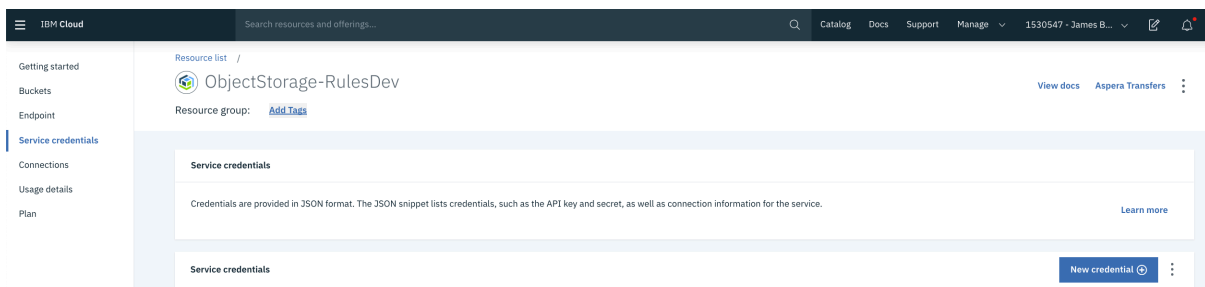 IBM Cloud
Search resources and offerings...
Catalog
Docs
Support
Manage
1530547 - James B...
Getting started
Buckets
Endpoint
Service credentials
Connections
Usage details
Plan
Resource list /
ObjectStorage-RulesDev
Resource group: Add Tags
View docs
Aspera Transfers
Service credentials
Credentials are provided in JSON format. The JSON snippet lists credentials, such as the API key and secret, as well as connection information for the service.
Learn more
Service credentials
New credential